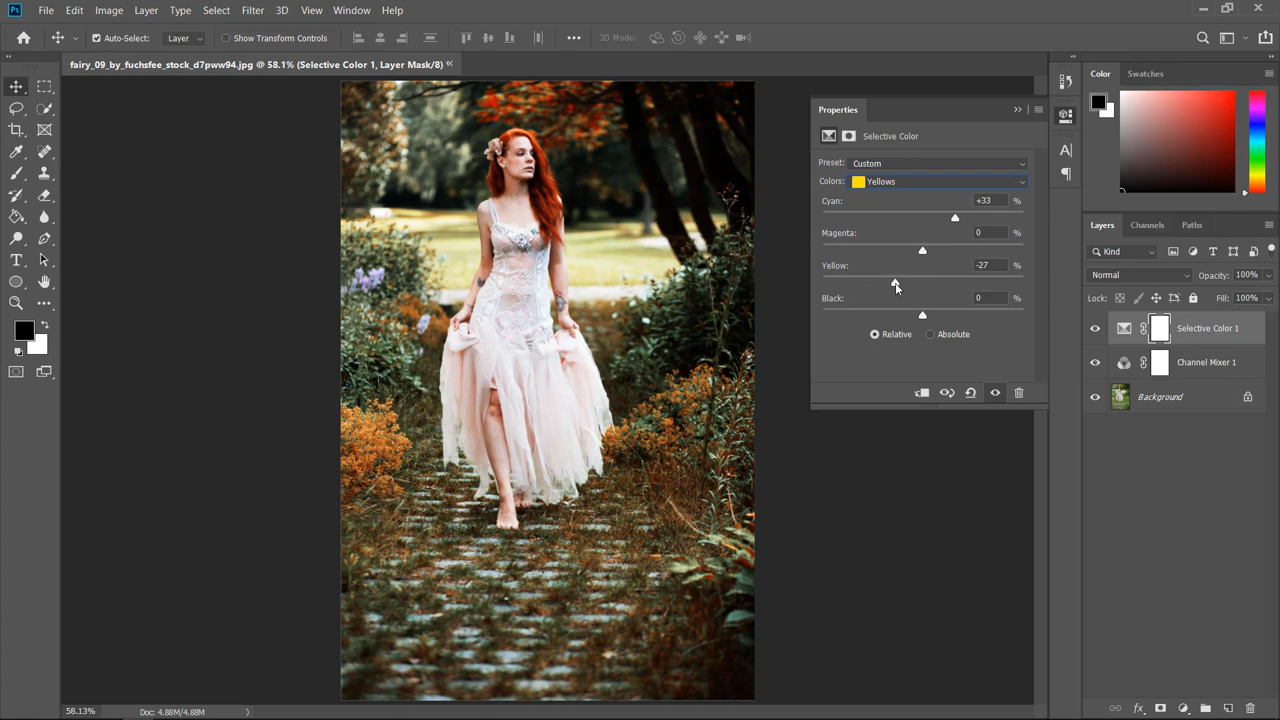 Ps File Edit Image Layer Type Select Filter 3D View Window Help
Auto-Select: Layer Show Transform Controls 3D Mode:
fairy_09_by_fuchsfee_stock_d7pww94.jpg @ 58.1% (Selective Color 1, Layer Mask/8)
Properties
Selective Color
Preset: Custom
Colors: Yellows
Cyan: +33 %
Magenta: 0 %
Yellow: -27 %
Black: 0 %
Relative Absolute
Color Swatches
Layers Channels Paths
Kind
Normal Opacity: 100%
Lock: Fill: 100%
Selective Color 1
Channel Mixer 1
Background
58.13% Doc: 4.88M/4.88M